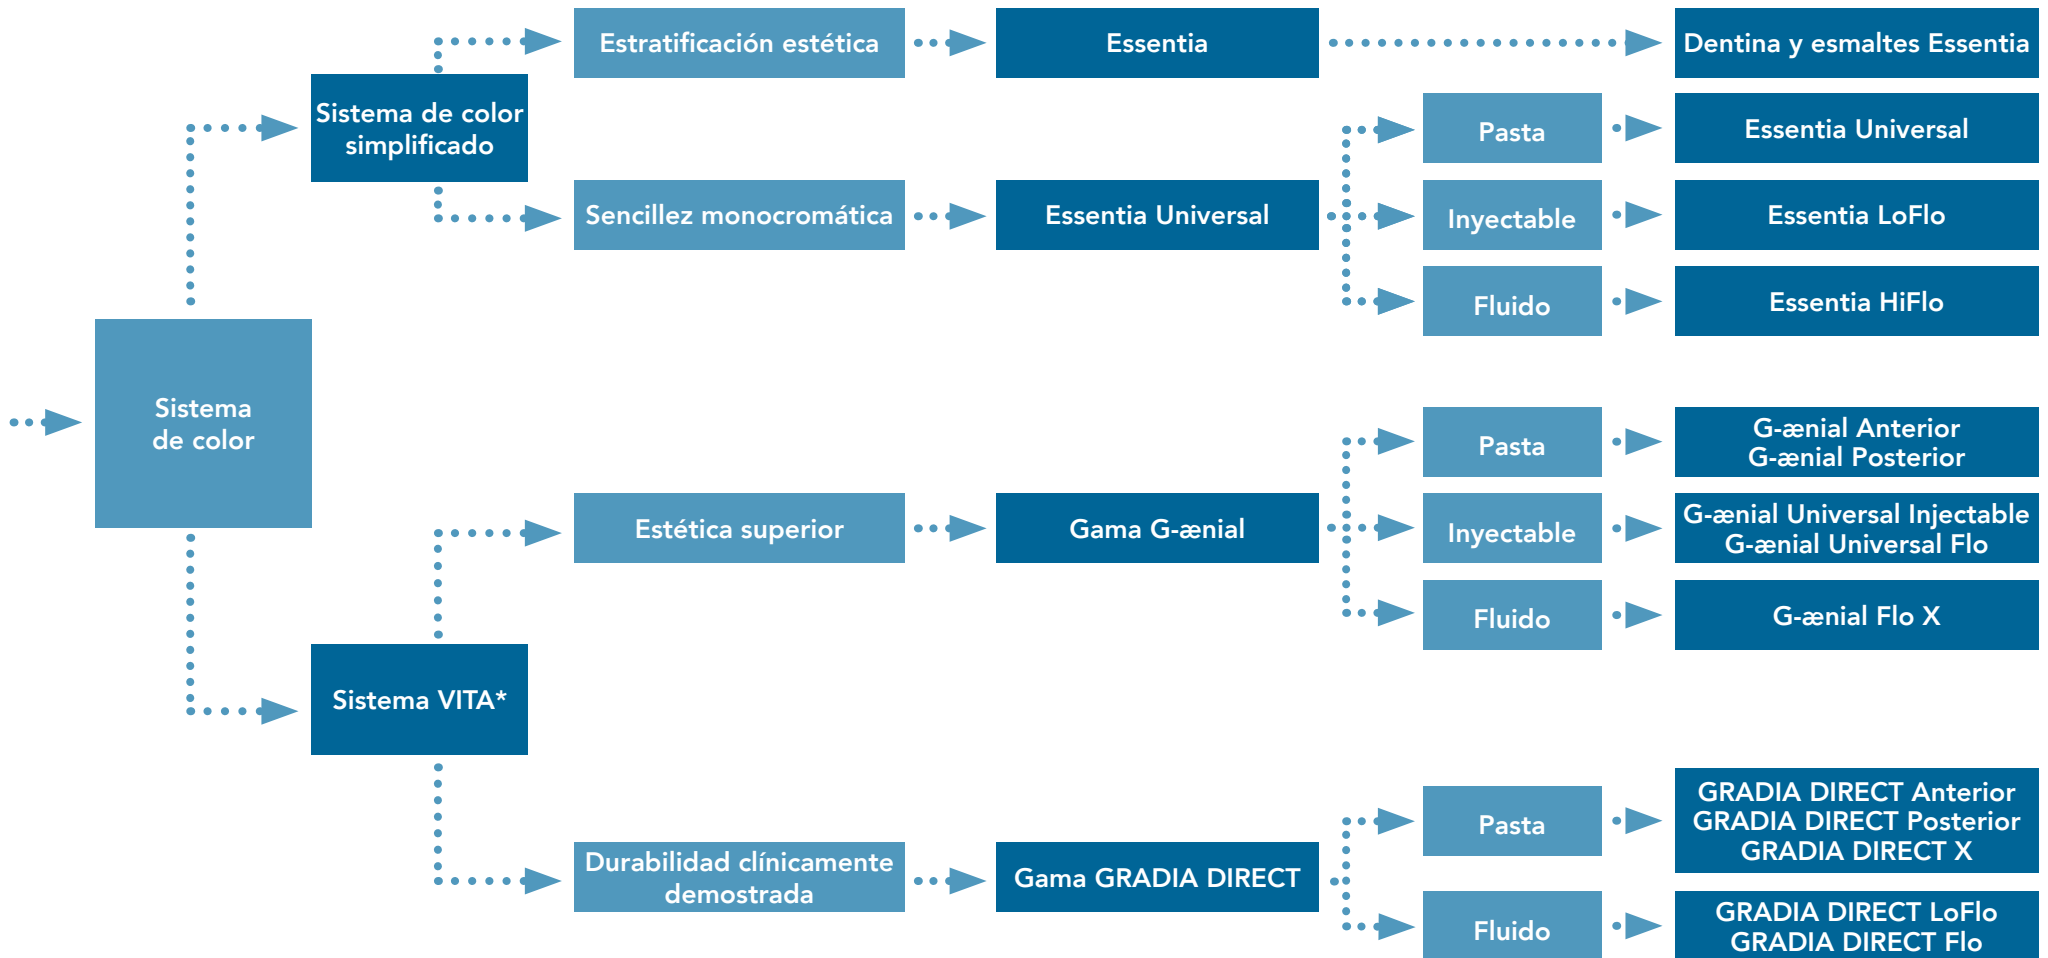 Estratificación estética
Essentia
Dentina y esmaltes Essentia
Sistema de color
simplificado
Pasta
Essentia Universal
Sencillez monocromática
Essentia Universal
Inyectable
Essentia LoFlo
Fluido
Essentia HiFlo
Sistema
de color
Pasta
G-ænial Anterior
G-ænial Posterior
Estética superior
Gama G-ænial
Inyectable
G-ænial Universal Injectable
G-ænial Universal Flo
Fluido
G-ænial Flo X
Sistema VITA*
Pasta
GRADIA DIRECT Anterior
GRADIA DIRECT Posterior
GRADIA DIRECT X
Durabilidad clínicamente
demostrada
Gama GRADIA DIRECT
Fluido
GRADIA DIRECT LoFlo
GRADIA DIRECT Flo